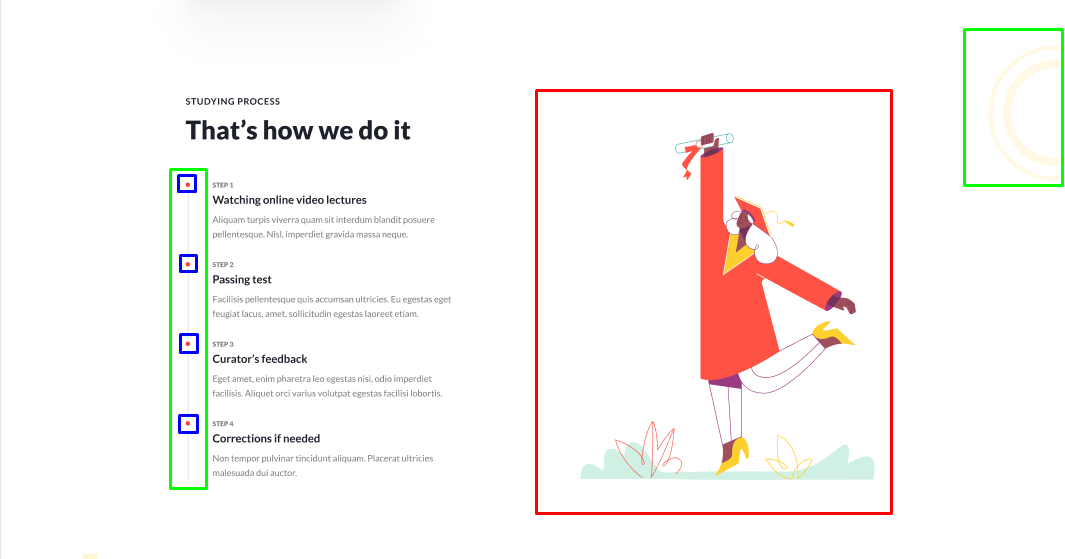 STUDYING PROCESS
That's how we do it
STEP 1
Watching online video lectures
Aliquam turpis viverra quam sit interdum blandit posuere
pellentesque. Nisl, imperdiet gravida massa neque.
STEP 2
Passing test
Facilisis pellentesque quis accumsan ultricies. Eu egestas eget
feugiat lacus, amet, sollicitudin egestas laoreet etiam.
STEP 3
Curator's feedback
Eget amet, enim pharetra leo egestas nisi, odio imperdiet
facilisis. Aliquet orci varius volutpat egestas facilisi lobortis.
STEP 4
Corrections if needed
Non tempor pulvinar tincidunt aliquam. Placerat ultricies
malesuada dui auctor.